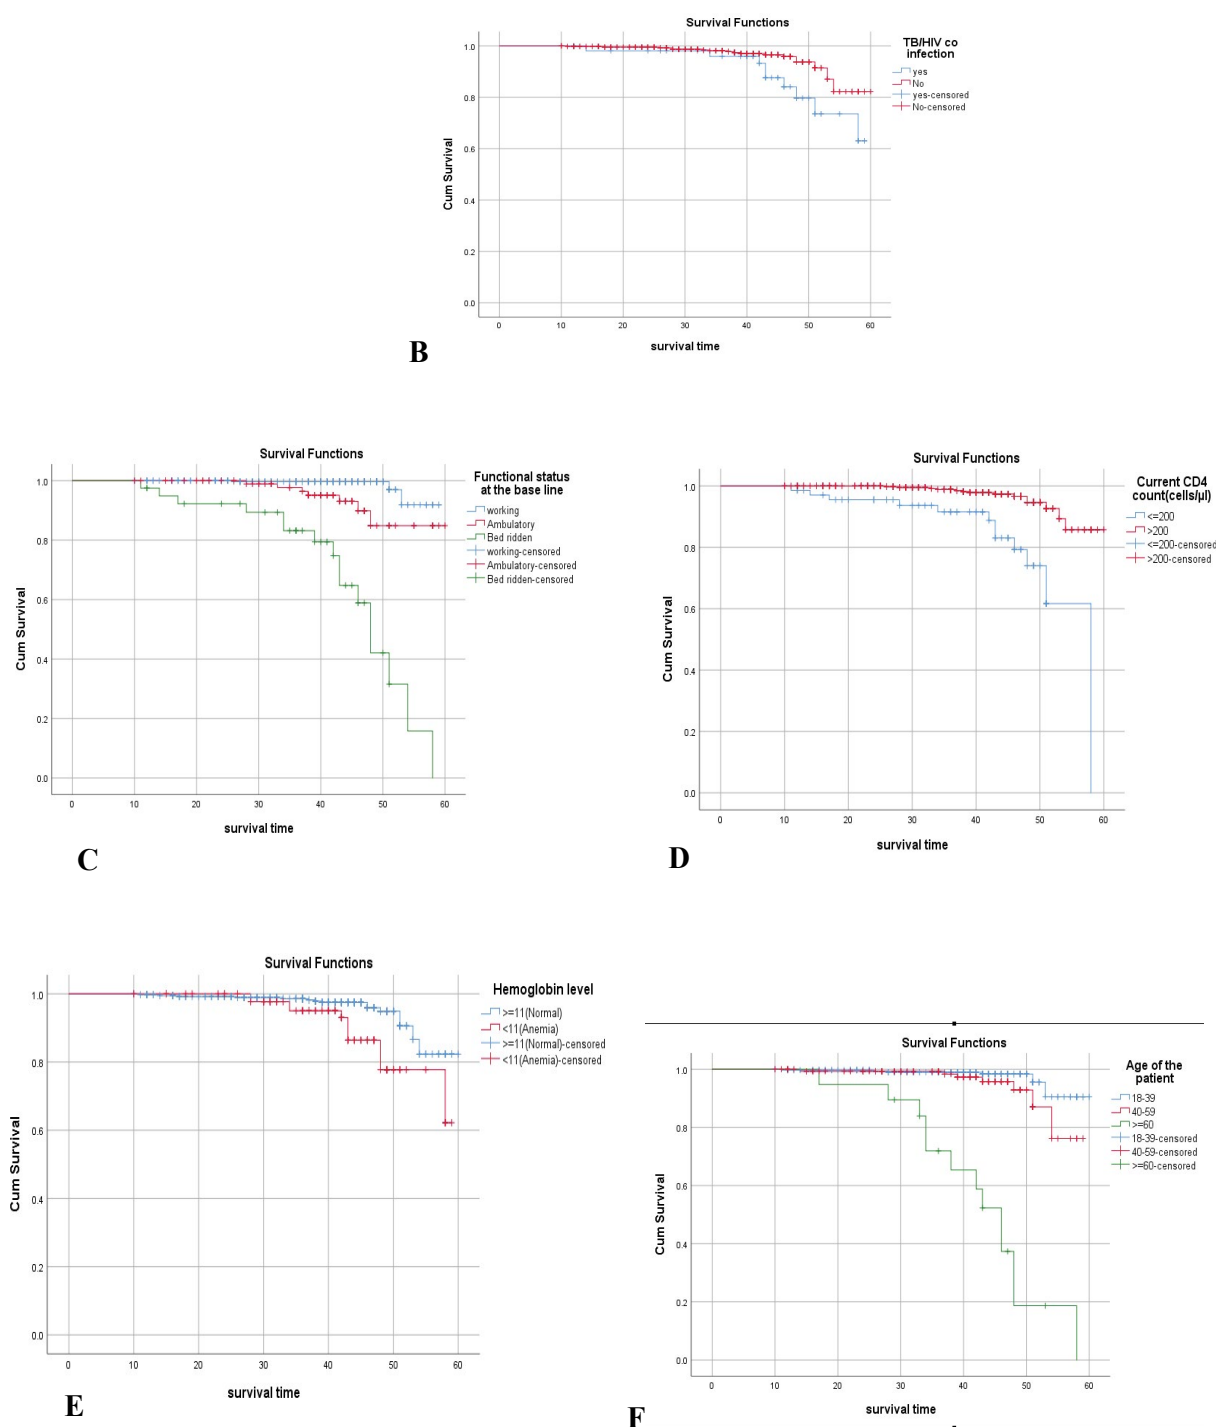 Survival Functions
TB/HIV co
infection
yes
No
yes-censored
No-censored
1.0
0.8
0.6
0.4
0.2
0.0
Cum Survival
0 10 20 30 40 50 60
survival time
B
Survival Functions
Functional status
at the base line
working
Ambulatory
Bed ridden
working-censored
Ambulatory-censored
Bed ridden-censored
1.0
0.8
0.6
0.4
0.2
0.0
Cum Survival
0 10 20 30 40 50 60
survival time
C
Survival Functions
Current CD4
count(cells/µl)
<=200
>200
<=200-censored
>200-censored
1.0
0.8
0.6
0.4
0.2
0.0
Cum Survival
0 10 20 30 40 50 60
survival time
D
Survival Functions
Hemoglobin level
>=11(Normal)
<11(Anemia)
>=11(Normal)-censored
<11(Anemia)-censored
1.0
0.8
0.6
0.4
0.2
0.0
Cum Survival
0 10 20 30 40 50 60
survival time
E
Survival Functions
Age of the
patient
18-39
40-59
>=60
18-39-censored
40-59-censored
>=60-censored
1.0
0.8
0.6
0.4
0.2
0.0
Cum Survival
0 10 20 30 40 50 60
survival time
F